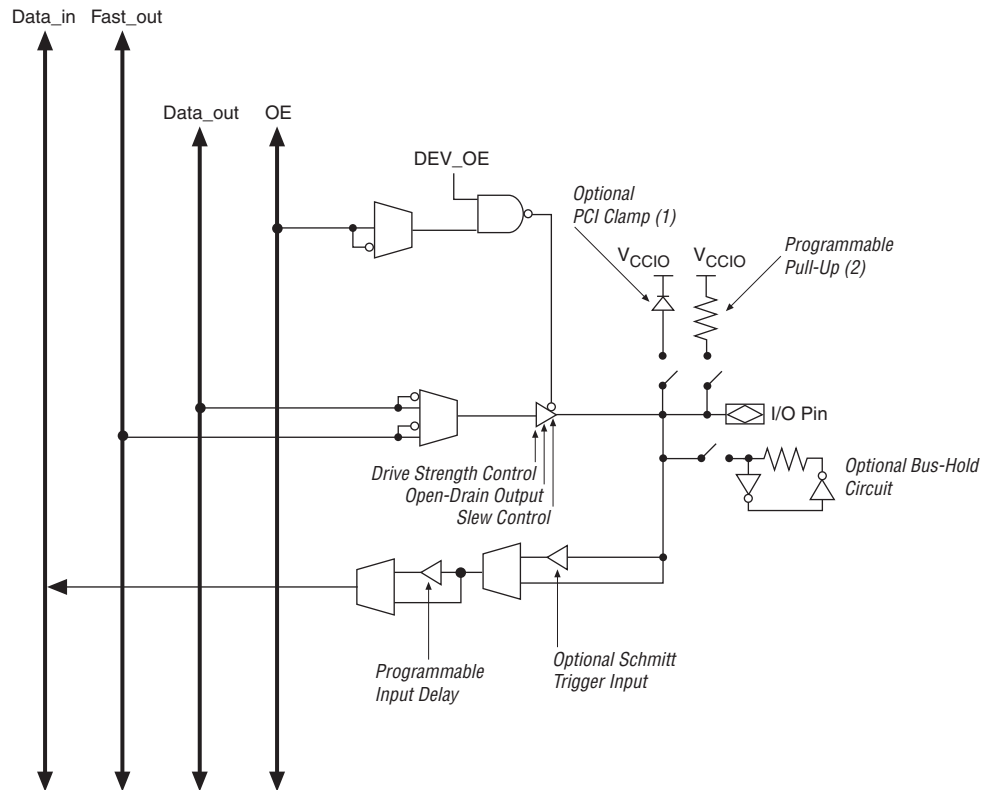 Data_in Fast_out
Data_out OE
DEV_OE
Optional
PCI Clamp (1)
VCCIO VCCIO
Programmable
Pull-Up (2)
I/O Pin
Drive Strength Control
Open-Drain Output
Slew Control
Optional Bus-Hold
Circuit
Programmable
Input Delay
Optional Schmitt
Trigger Input